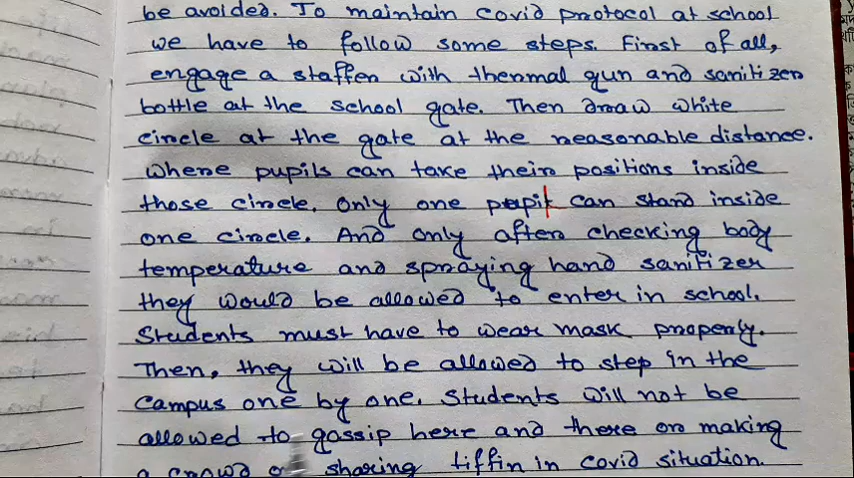 be avoided. To maintain covid protocol at school
we have to follow some steps. First of all,
engage a staffer with thermal gun and sanitizer
bottle at the school gate. Then draw white
circle at the gate at the reasonable distance.
Where pupils can take their positions inside
those circle. Only one pupil can stand inside
one circle. And only after checking body
temperature and spraying hand sanitizer
they would be allowed to enter in school.
Students must have to wear mask properly.
Then, they will be allowed to step in the
campus one by one. Students will not be
allowed to gossip here and there or making
a crowd or sharing tiffin in covid situation.